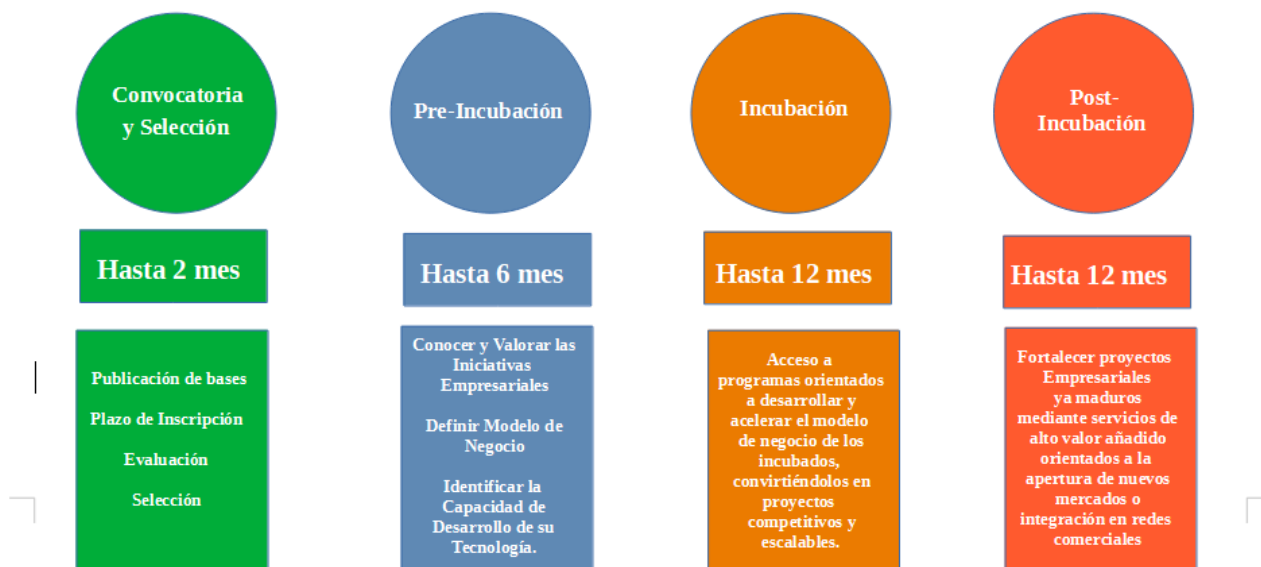 Convocatoria
y Selección
Pre-Incubación
Incubación
Post-
Incubación
Hasta 2 mes
Hasta 6 mes
Hasta 12 mes
Hasta 12 mes
Publicación de bases
Plazo de Inscripción
Evaluación
Selección
Conocer y Valorar las
Iniciativas
Empresariales
Definir Modelo de
Negocio
Identificar la
Capacidad de
Desarrollo de su
Tecnología.
Acceso a
programas orientados
a desarrollar y
acelerar el modelo
de negocio de los
incubados,
convirtiéndolos en
proyectos
competitivos y
escalables.
Fortalecer proyectos
Empresariales
ya maduros
mediante servicios de
alto valor añadido
orientados a la
apertura de nuevos
mercados o
integración en redes
comerciales